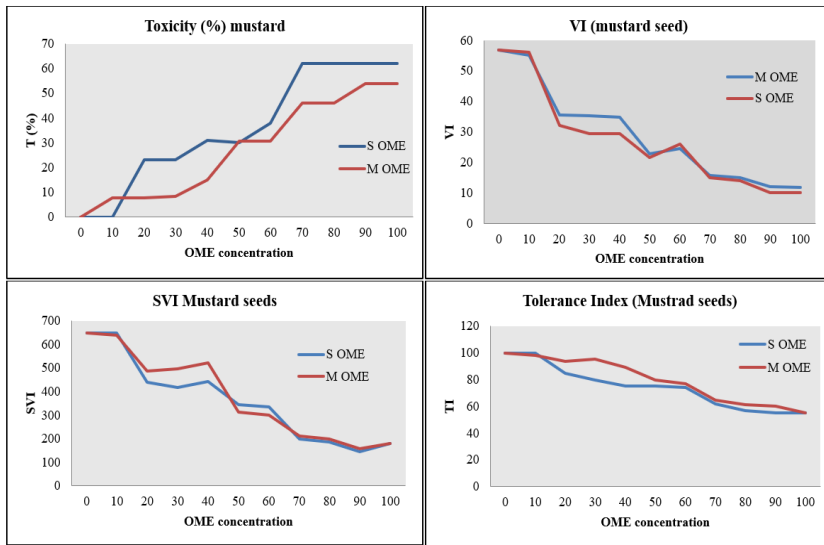 Toxicity (%) mustard
70
60
50
40
30
20
10
0
T (%)
S OME
M OME
0 10 20 30 40 50 60 70 80 90 100
OME concentration
VI (mustard seed)
60
50
40
30
20
10
0
VI
M OME
S OME
0 10 20 30 40 50 60 70 80 90 100
OME concentration
SVI Mustard seeds
700
600
500
400
300
200
100
0
SVI
S OME
M OME
0 10 20 30 40 50 60 70 80 90 100
OME concentration
Tolerance Index (Mustrad seeds)
120
100
80
60
40
20
0
TI
S OME
M OME
0 10 20 30 40 50 60 70 80 90 100
OME concentration